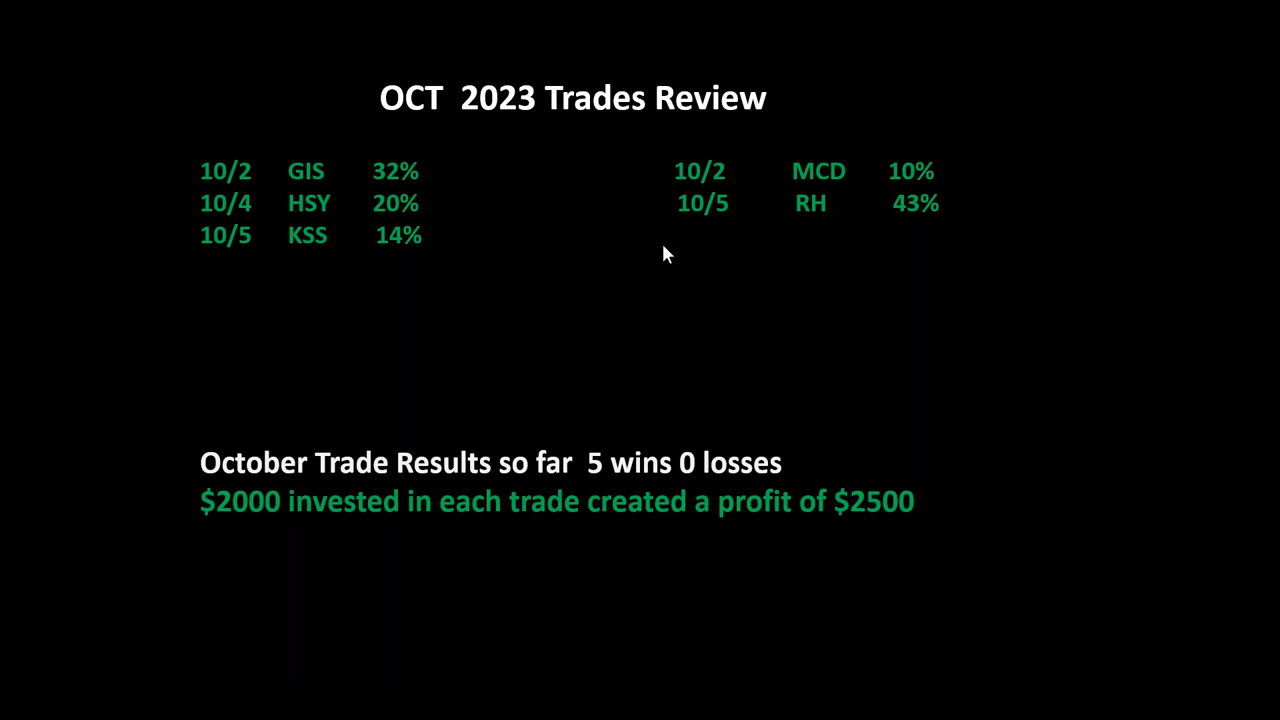 OCT 2023 Trades Review
10/2 GIS 32% 10/2 MCD 10%
10/4 HSY 20% 10/5 RH 43%
10/5 KSS 14%
October Trade Results so far 5 wins 0 losses
$2000 invested in each trade created a profit of $2500